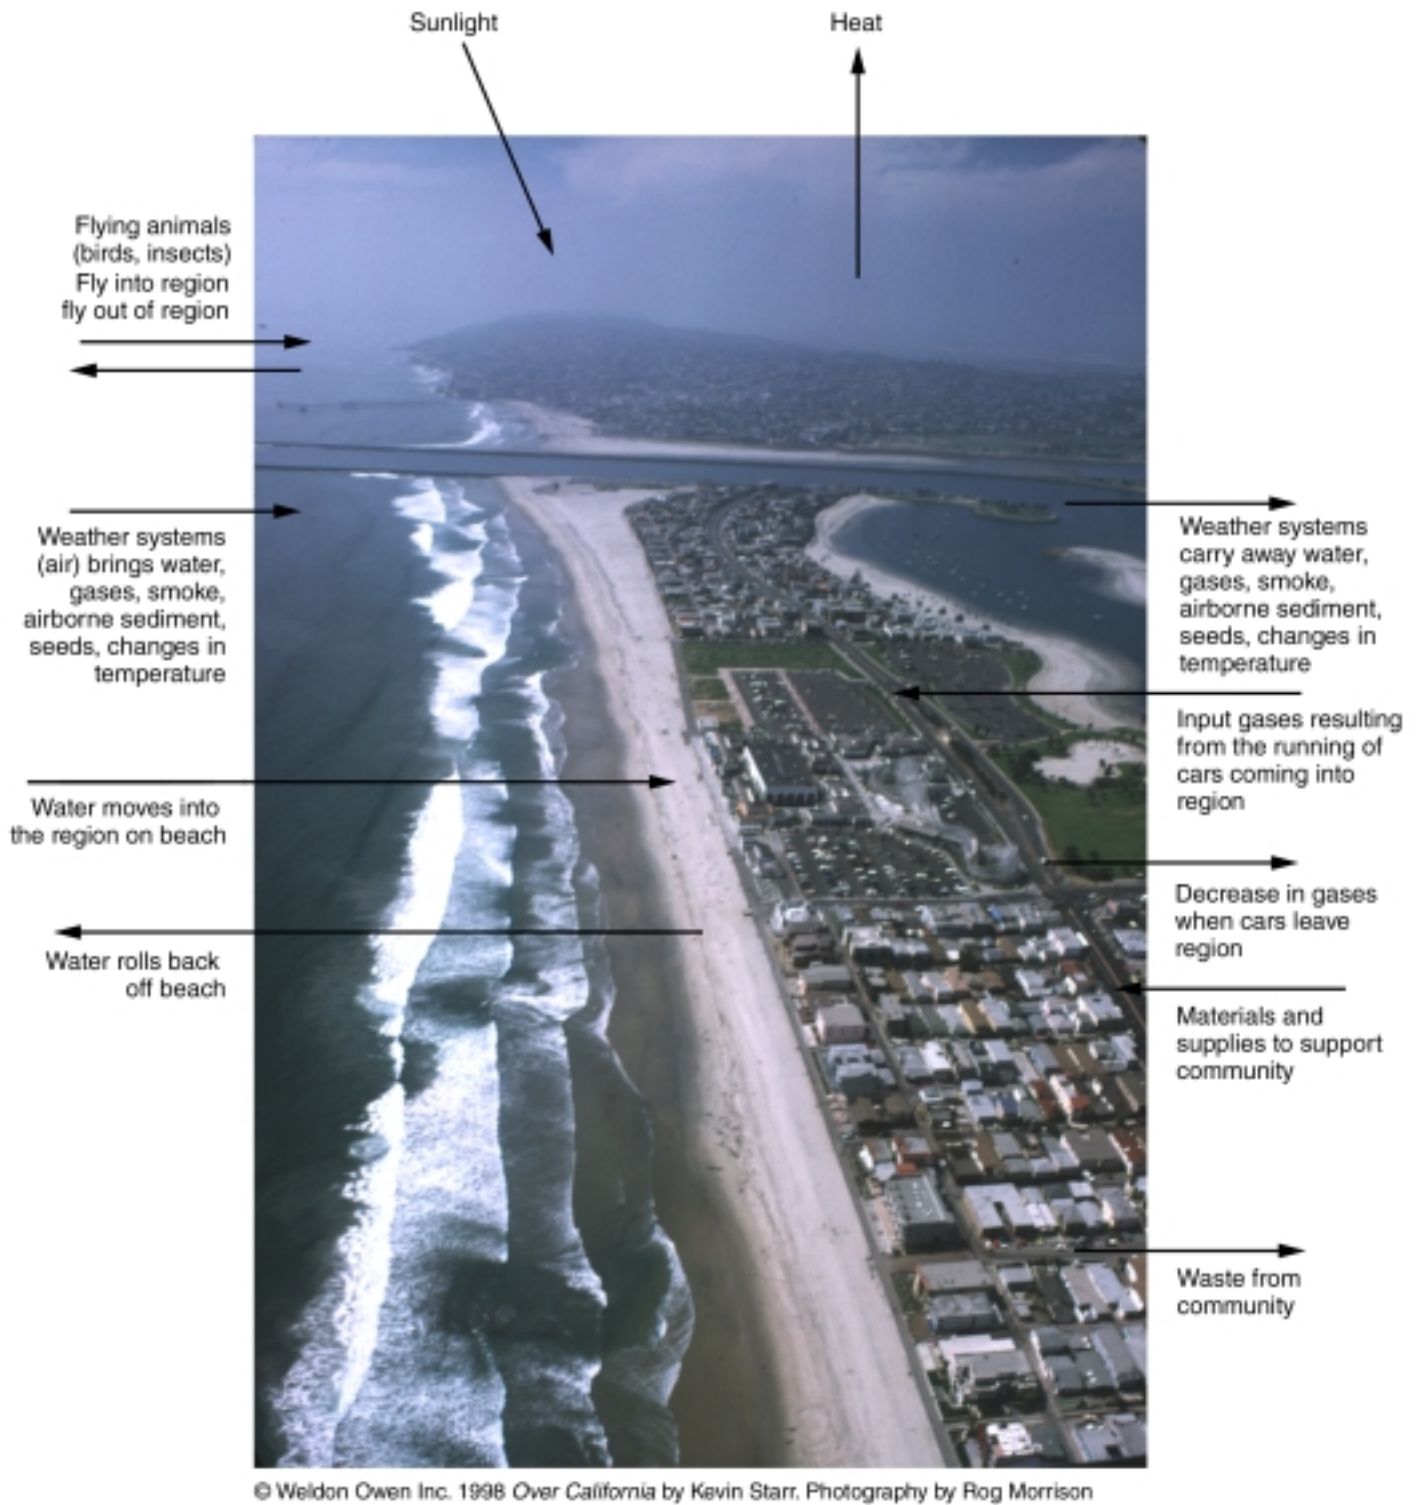 Sunlight
Heat
Flying animals
(birds, insects)
Fly into region
fly out of region
Weather systems
(air) brings water,
gases, smoke,
airborne sediment,
seeds, changes in
temperature
Water moves into
the region on beach
Water rolls back
off beach
Weather systems
carry away water,
gases, smoke,
airborne sediment,
seeds, changes in
temperature
Input gases resulting
from the running of
cars coming into
region
Decrease in gases
when cars leave
region
Materials and
supplies to support
community
Waste from
community
© Weldon Owen Inc. 1998 Over California by Kevin Starr. Photography by Rog Morrison